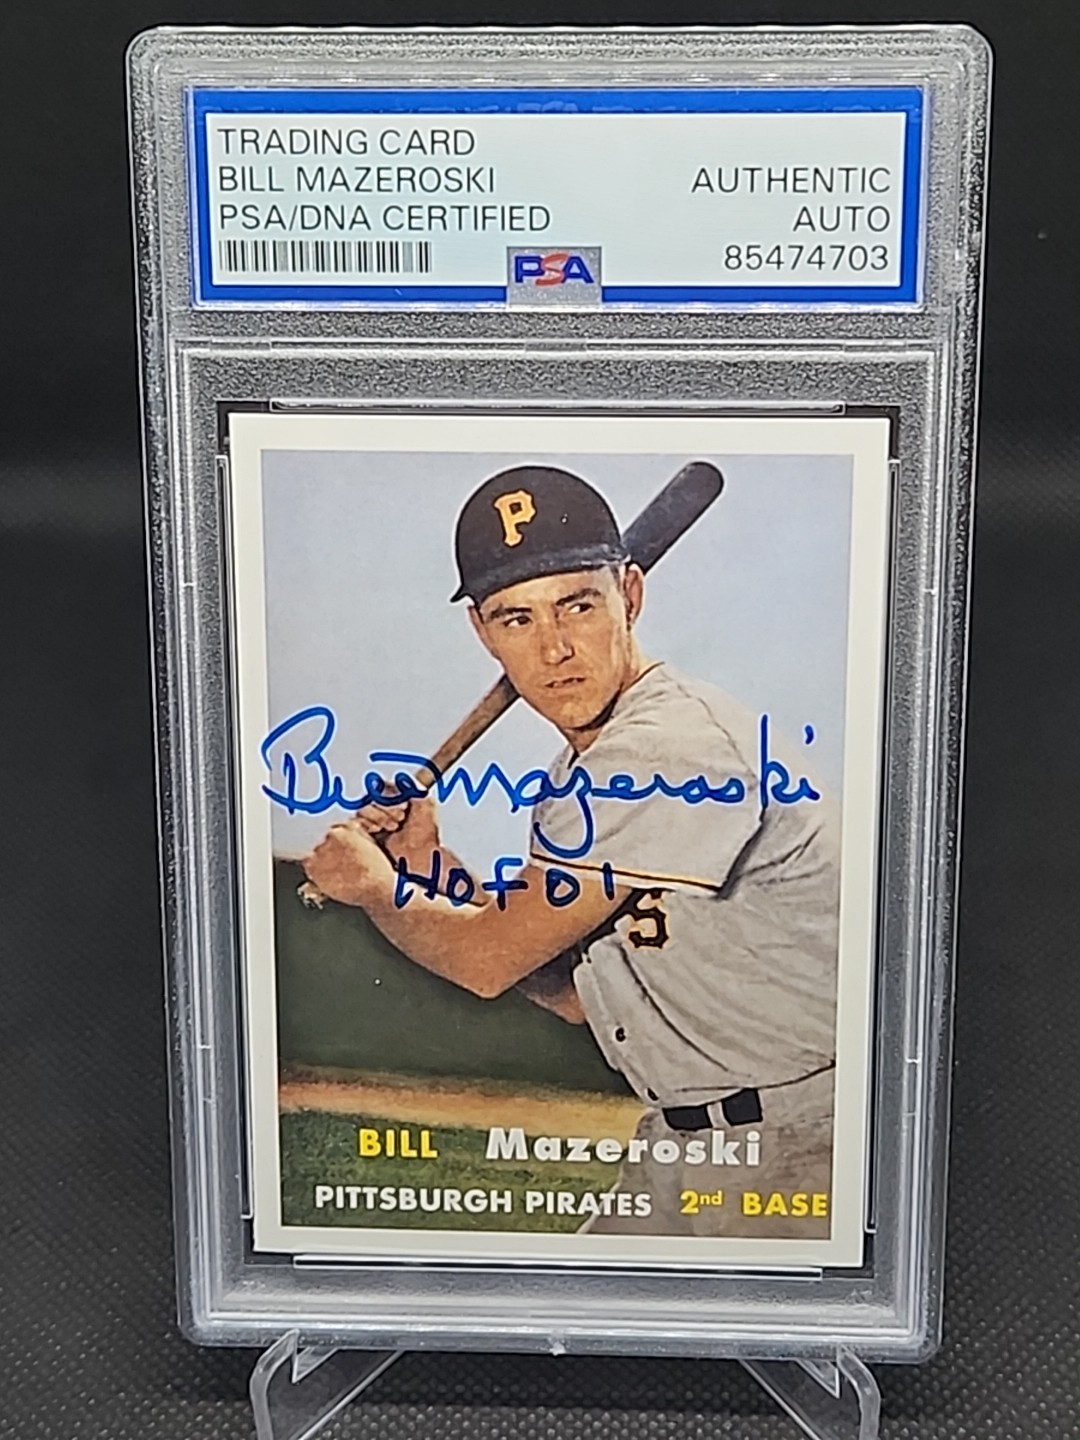 TRADING CARD
BILL MAZEROSKI
PSA/DNA CERTIFIED
AUTHENTIC
AUTO
85474703
PSA
P
Bill Mazeroski
HOF 01
5
BILL Mazeroski
PITTSBURGH PIRATES 2nd BASE